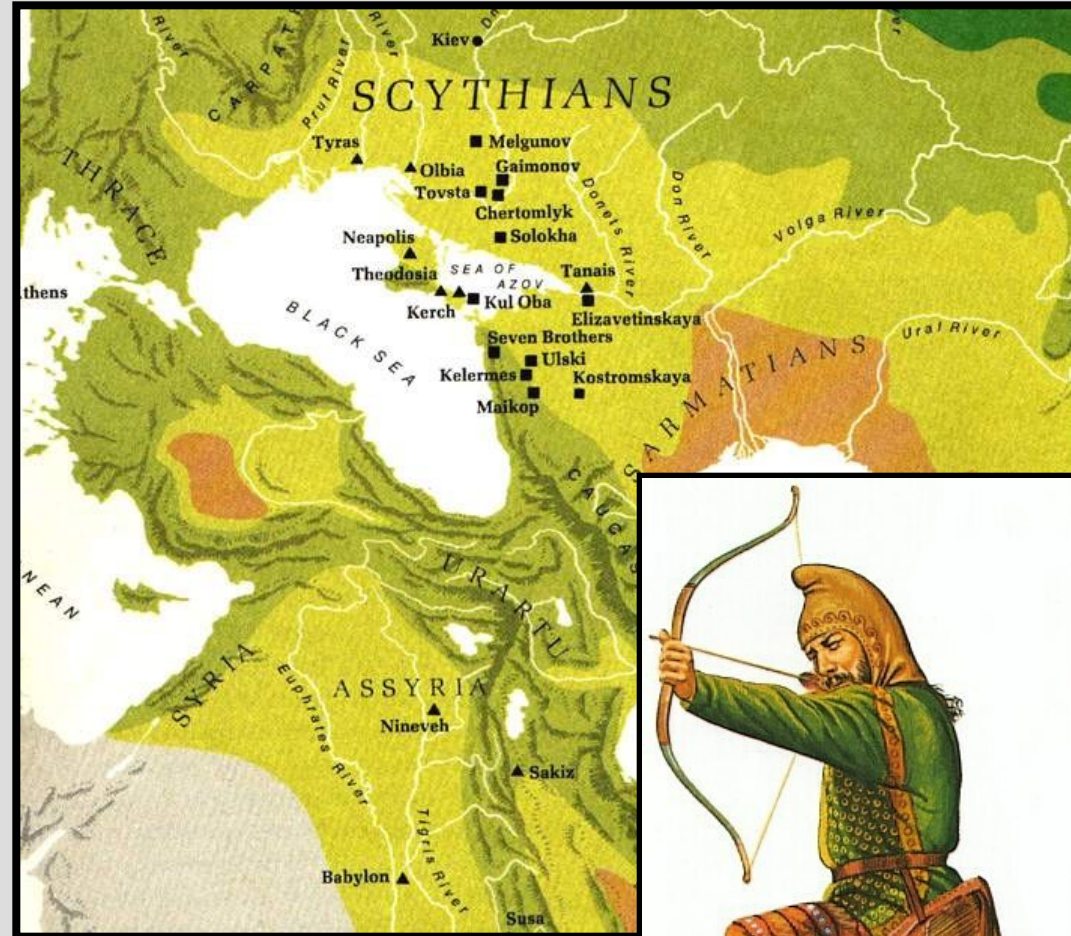 River
River
Dn
Kiev
CARPAT
Prut River
SCYTHIANS
Tyras
Melgunov
THRACE
Olbia
Gaimonov
Tovsta
Chertomlyk
Donets River
Don River
Volga River
Neapolis
Solokha
Theodosia
SEA OF
AZOV
Tanais
thens
Kerch
Kul Oba
Elizavetinskaya
BLACK SEA
Seven Brothers
Ulski
Ural River
Kelermes
Kostromskaya
Maikop
SARMATIANS
CAUCAS
URARTU
NEAN
SYRIA
Euphrates River
ASSYRIA
Nineveh
Sakiz
Tigris River
Babylon
Susa